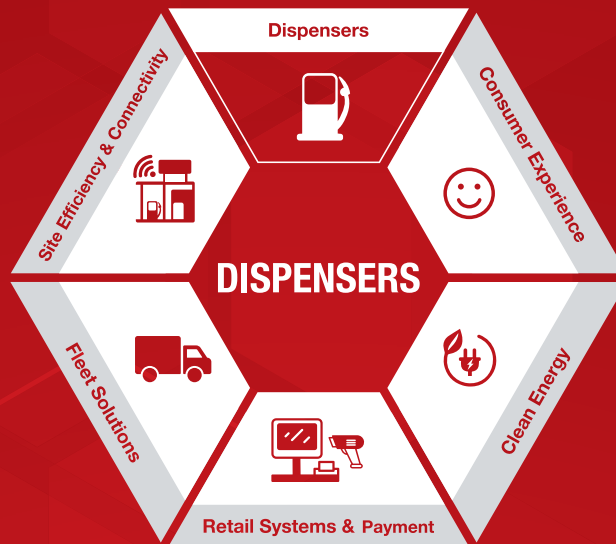 Dispensers
Site Efficiency & Connectivity
Consumer Experience
DISPENSERS
Fleet Solutions
Clean Energy
Retail Systems & Payment